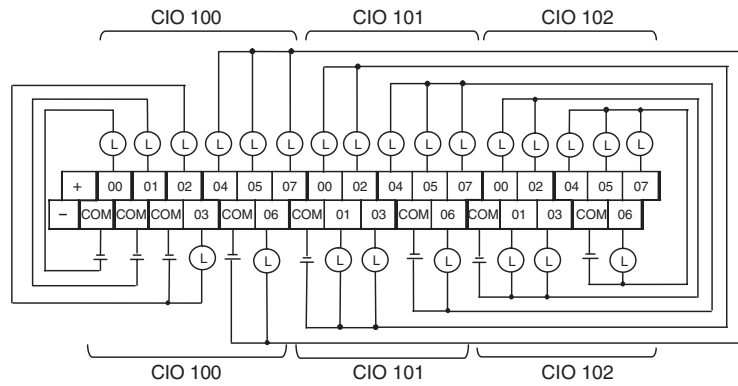 CIO 100 CIO 101 CIO 102
L L L L L L L L L L L L L L L L
+ 00 01 02 04 05 07 00 02 04 05 07 00 02 04 05 07
− COM COM COM 03 COM 06 COM 01 03 COM 06 COM 01 03 COM 06
L L L L L L L L
CIO 100 CIO 101 CIO 102